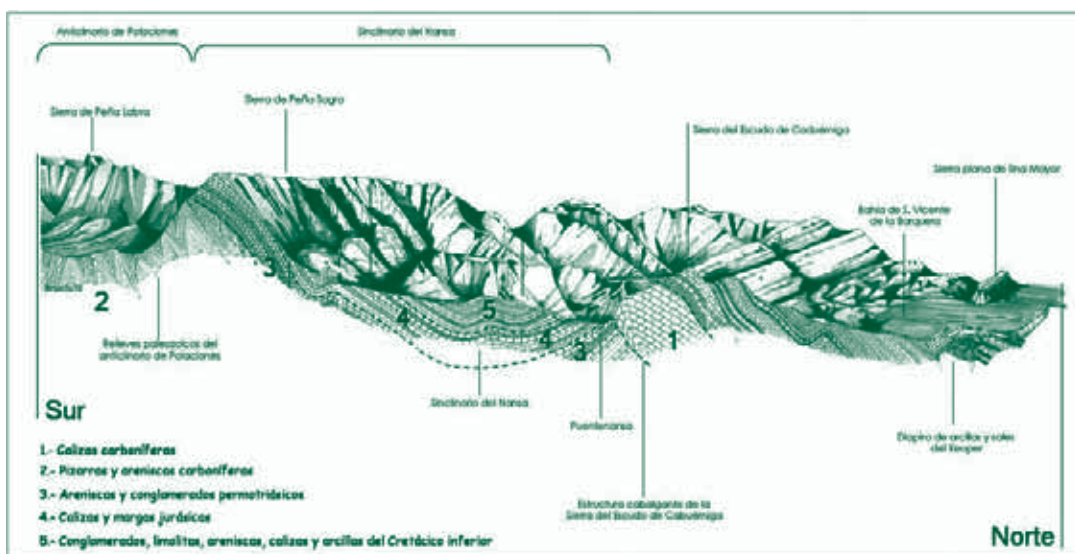 Anticlinorio de Polaciones
Sinclinorio del Nansa
Sierra de Peña Labra
Sierra de Peña Sagra
Sierra del Escudo de Cabuérniga
Sierra plana de
Mayor
Bahía de S. Vicente
de la Barquera
3
2
4
5
4
3
1
Relieves paleozoicos del
anticlinorio de Polaciones
Sinclinorio del Nansa
Puentenansa
Diapiro de arcillas y sales
del Keuper
Sur
Estructura cabalgante de la
Sierra del Escudo de Cabuérniga
Norte
1.- Calizas carboníferas
2.- Pizarras y areniscas carboníferas
3.- Areniscas y conglomerados permotriásicos
4.- Calizas y margas jurásicas
5.- Conglomerados, limolitas, areniscas, calizas y arcillas del Cretácico inferior